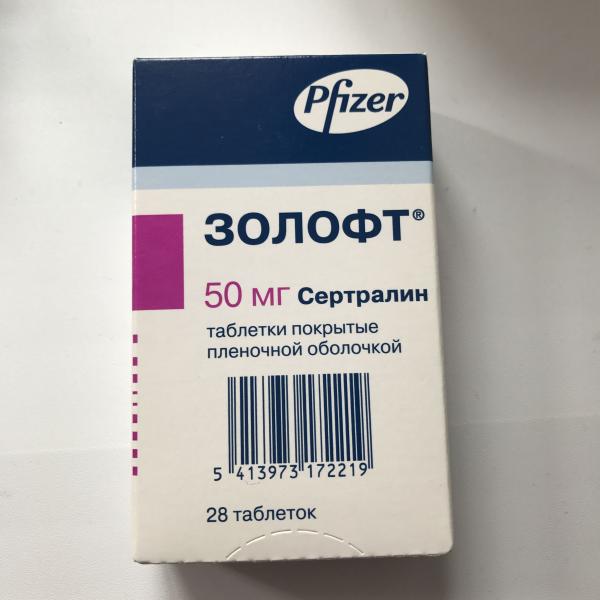 Pfizer
ЗОЛОФТ®
50 мг Сертралин
таблетки покрытые
пленочной оболочкой
5 413973 172219
28 таблеток